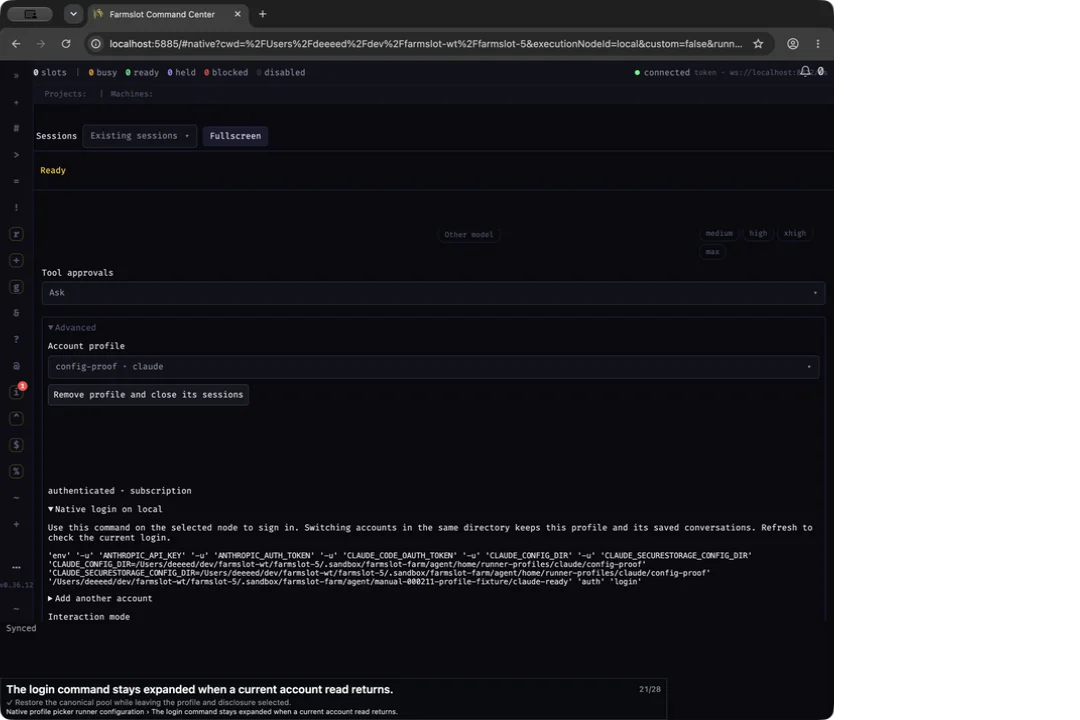 Farmslot Command Center
localhost:5885/#native?cwd=%2FUsers%2Fdeeeed%2Fdev%2Ffarmslot-wt%2Ffarmslot-5&executionNodeId=local&custom=false&runn...
0 slots | 0 busy 0 ready 0 held 0 blocked 0 disabled
connected token · ws://localhost:8 0
Projects: | Machines:
Sessions Existing sessions Fullscreen
Ready
Other model
medium high xhigh
max
Tool approvals
Ask
▼Advanced
Account profile
config-proof · claude
Remove profile and close its sessions
authenticated · subscription
▼Native login on local
Use this command on the selected node to sign in. Switching accounts in the same directory keeps this profile and its saved conversations. Refresh to
check the current login.
'env' '-u' 'ANTHROPIC_API_KEY' '-u' 'ANTHROPIC_AUTH_TOKEN' '-u' 'CLAUDE_CODE_OAUTH_TOKEN' '-u' 'CLAUDE_CONFIG_DIR' '-u' 'CLAUDE_SECURESTORAGE_CONFIG_DIR'
'CLAUDE_CONFIG_DIR=/Users/deeeed/dev/farmslot-wt/farmslot-5/.sandbox/farmslot-farm/agent/home/runner-profiles/claude/config-proof'
'CLAUDE_SECURESTORAGE_CONFIG_DIR=/Users/deeeed/dev/farmslot-wt/farmslot-5/.sandbox/farmslot-farm/agent/home/runner-profiles/claude/config-proof'
'/Users/deeeed/dev/farmslot-wt/farmslot-5/.sandbox/farmslot-farm/agent/manual-000211-profile-fixture/claude-ready' 'auth' 'login'
▶Add another account
Interaction mode
v0.36.12
Synced
The login command stays expanded when a current account read returns. 21/28
✓ Restore the canonical pool while leaving the profile and disclosure selected.
Native profile picker runner configuration › The login command stays expanded when a current account read returns.